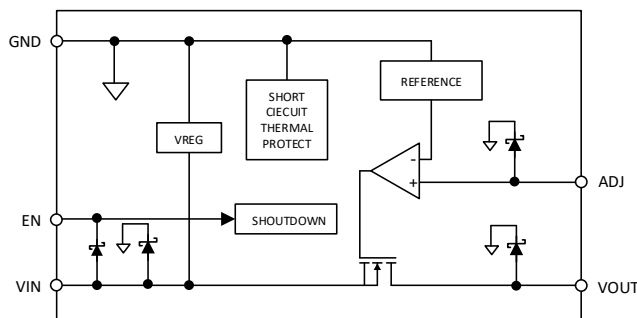 GND
REFERENCE
SHORT
CIECUIT
THERMAL
PROTECT
VREG
-
+
ADJ
EN
SHOUTDOWN
VIN
VOUT